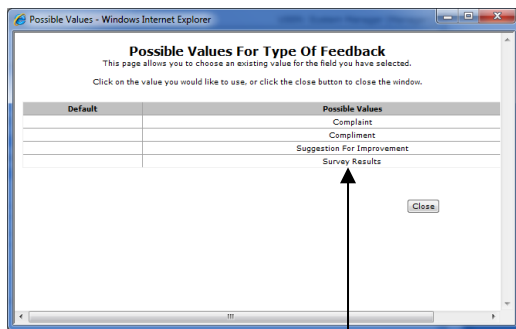 Possible Values - Windows Internet Explorer
Possible Values For Type Of Feedback
This page allows you to choose an existing value for the field you have selected.
Click on the value you would like to use, or click the close button to close the window.
Default Possible Values
Complaint
Compliment
Suggestion For Improvement
Survey Results
Close